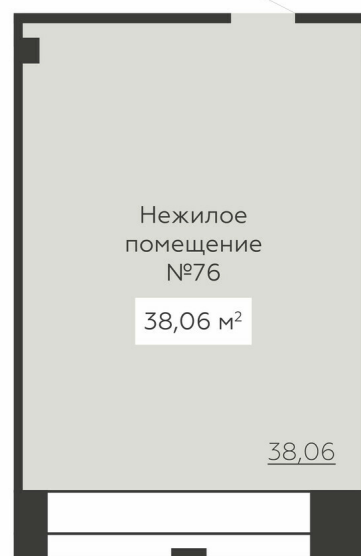 Нежилое
помещение
№76
38,06 м²
38,06